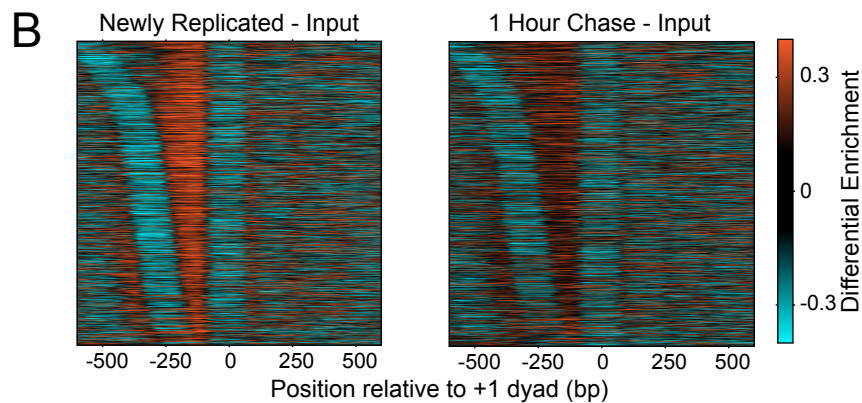 B
Newly Replicated - Input
1 Hour Chase - Input
-500 -250 0 250 500
-500 -250 0 250 500
Position relative to +1 dyad (bp)
0.3
0
-0.3
Differential Enrichment